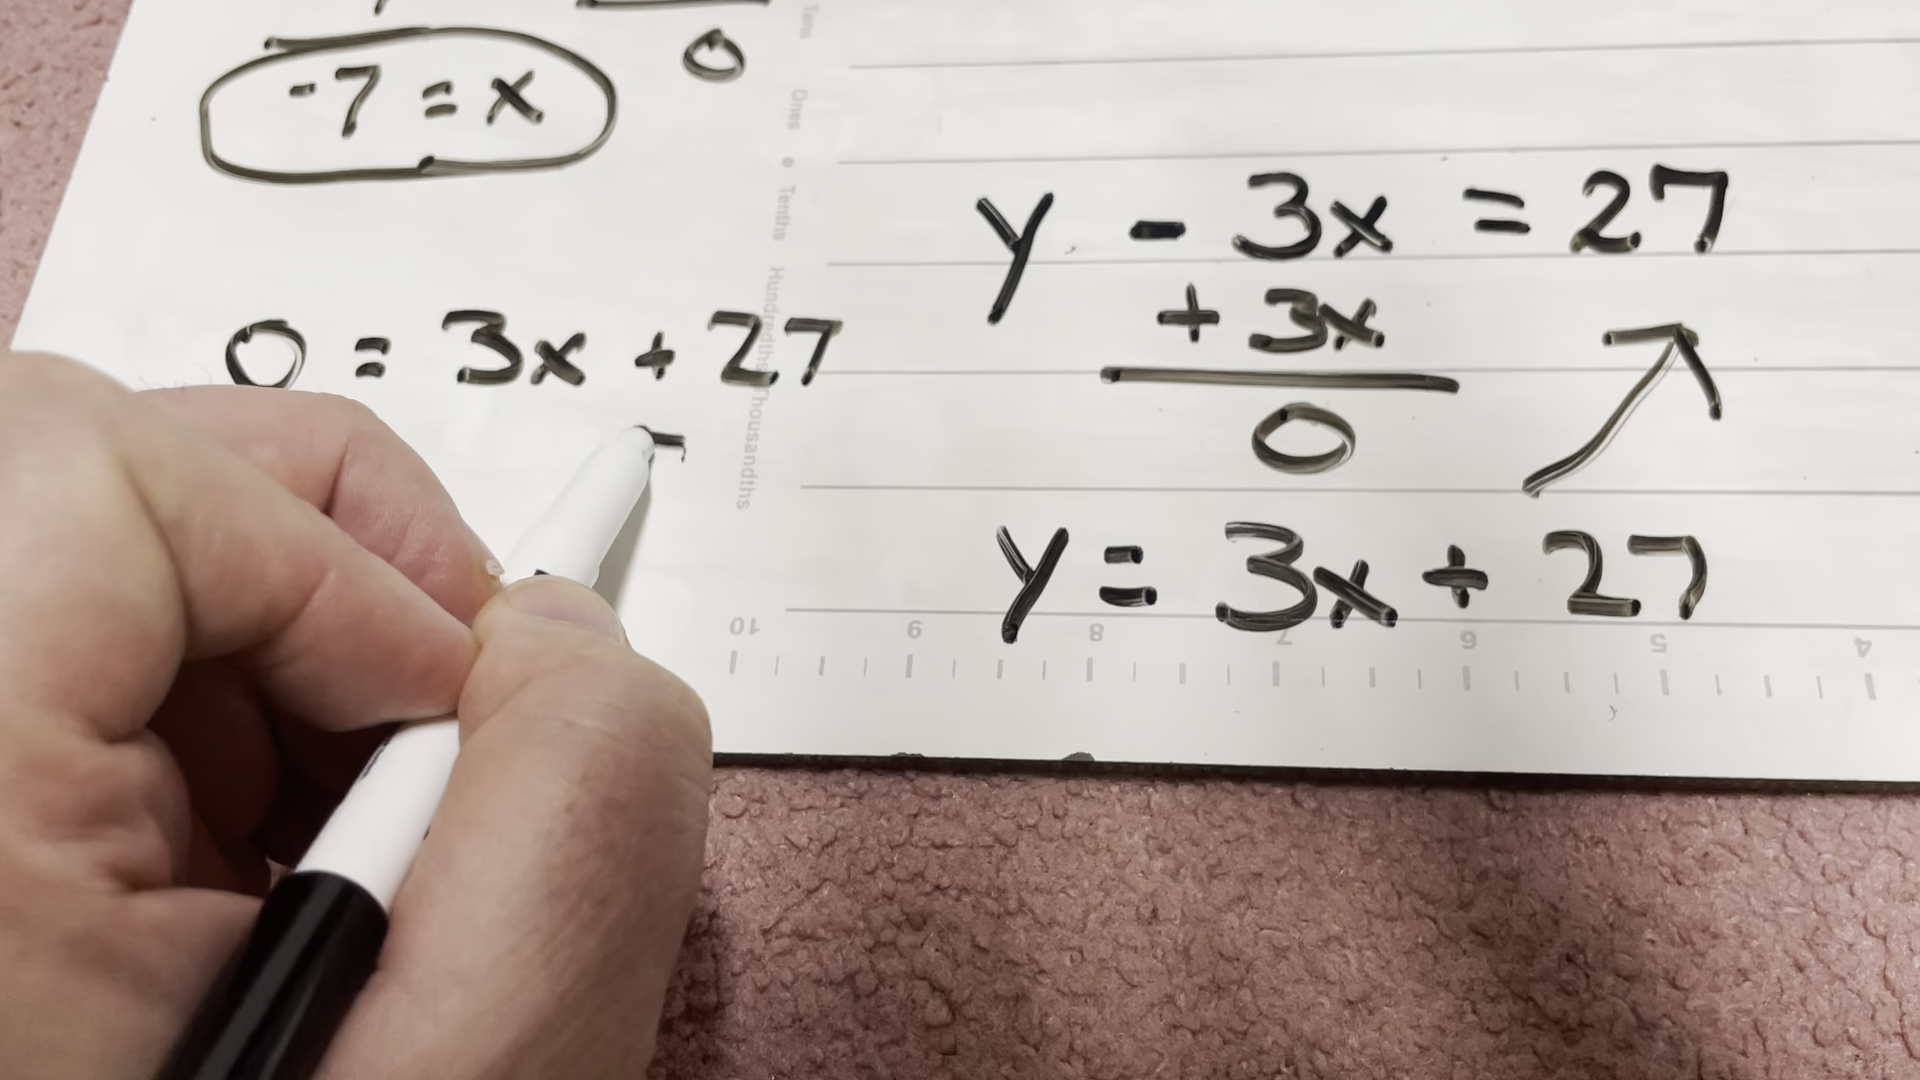 -7 = x
0
0 = 3x + 27
-
y - 3x = 27
+ 3x
0
y = 3x + 27
Tens Ones • Tenths Hundredths Thousandths
10 9 8 7 6 5 4